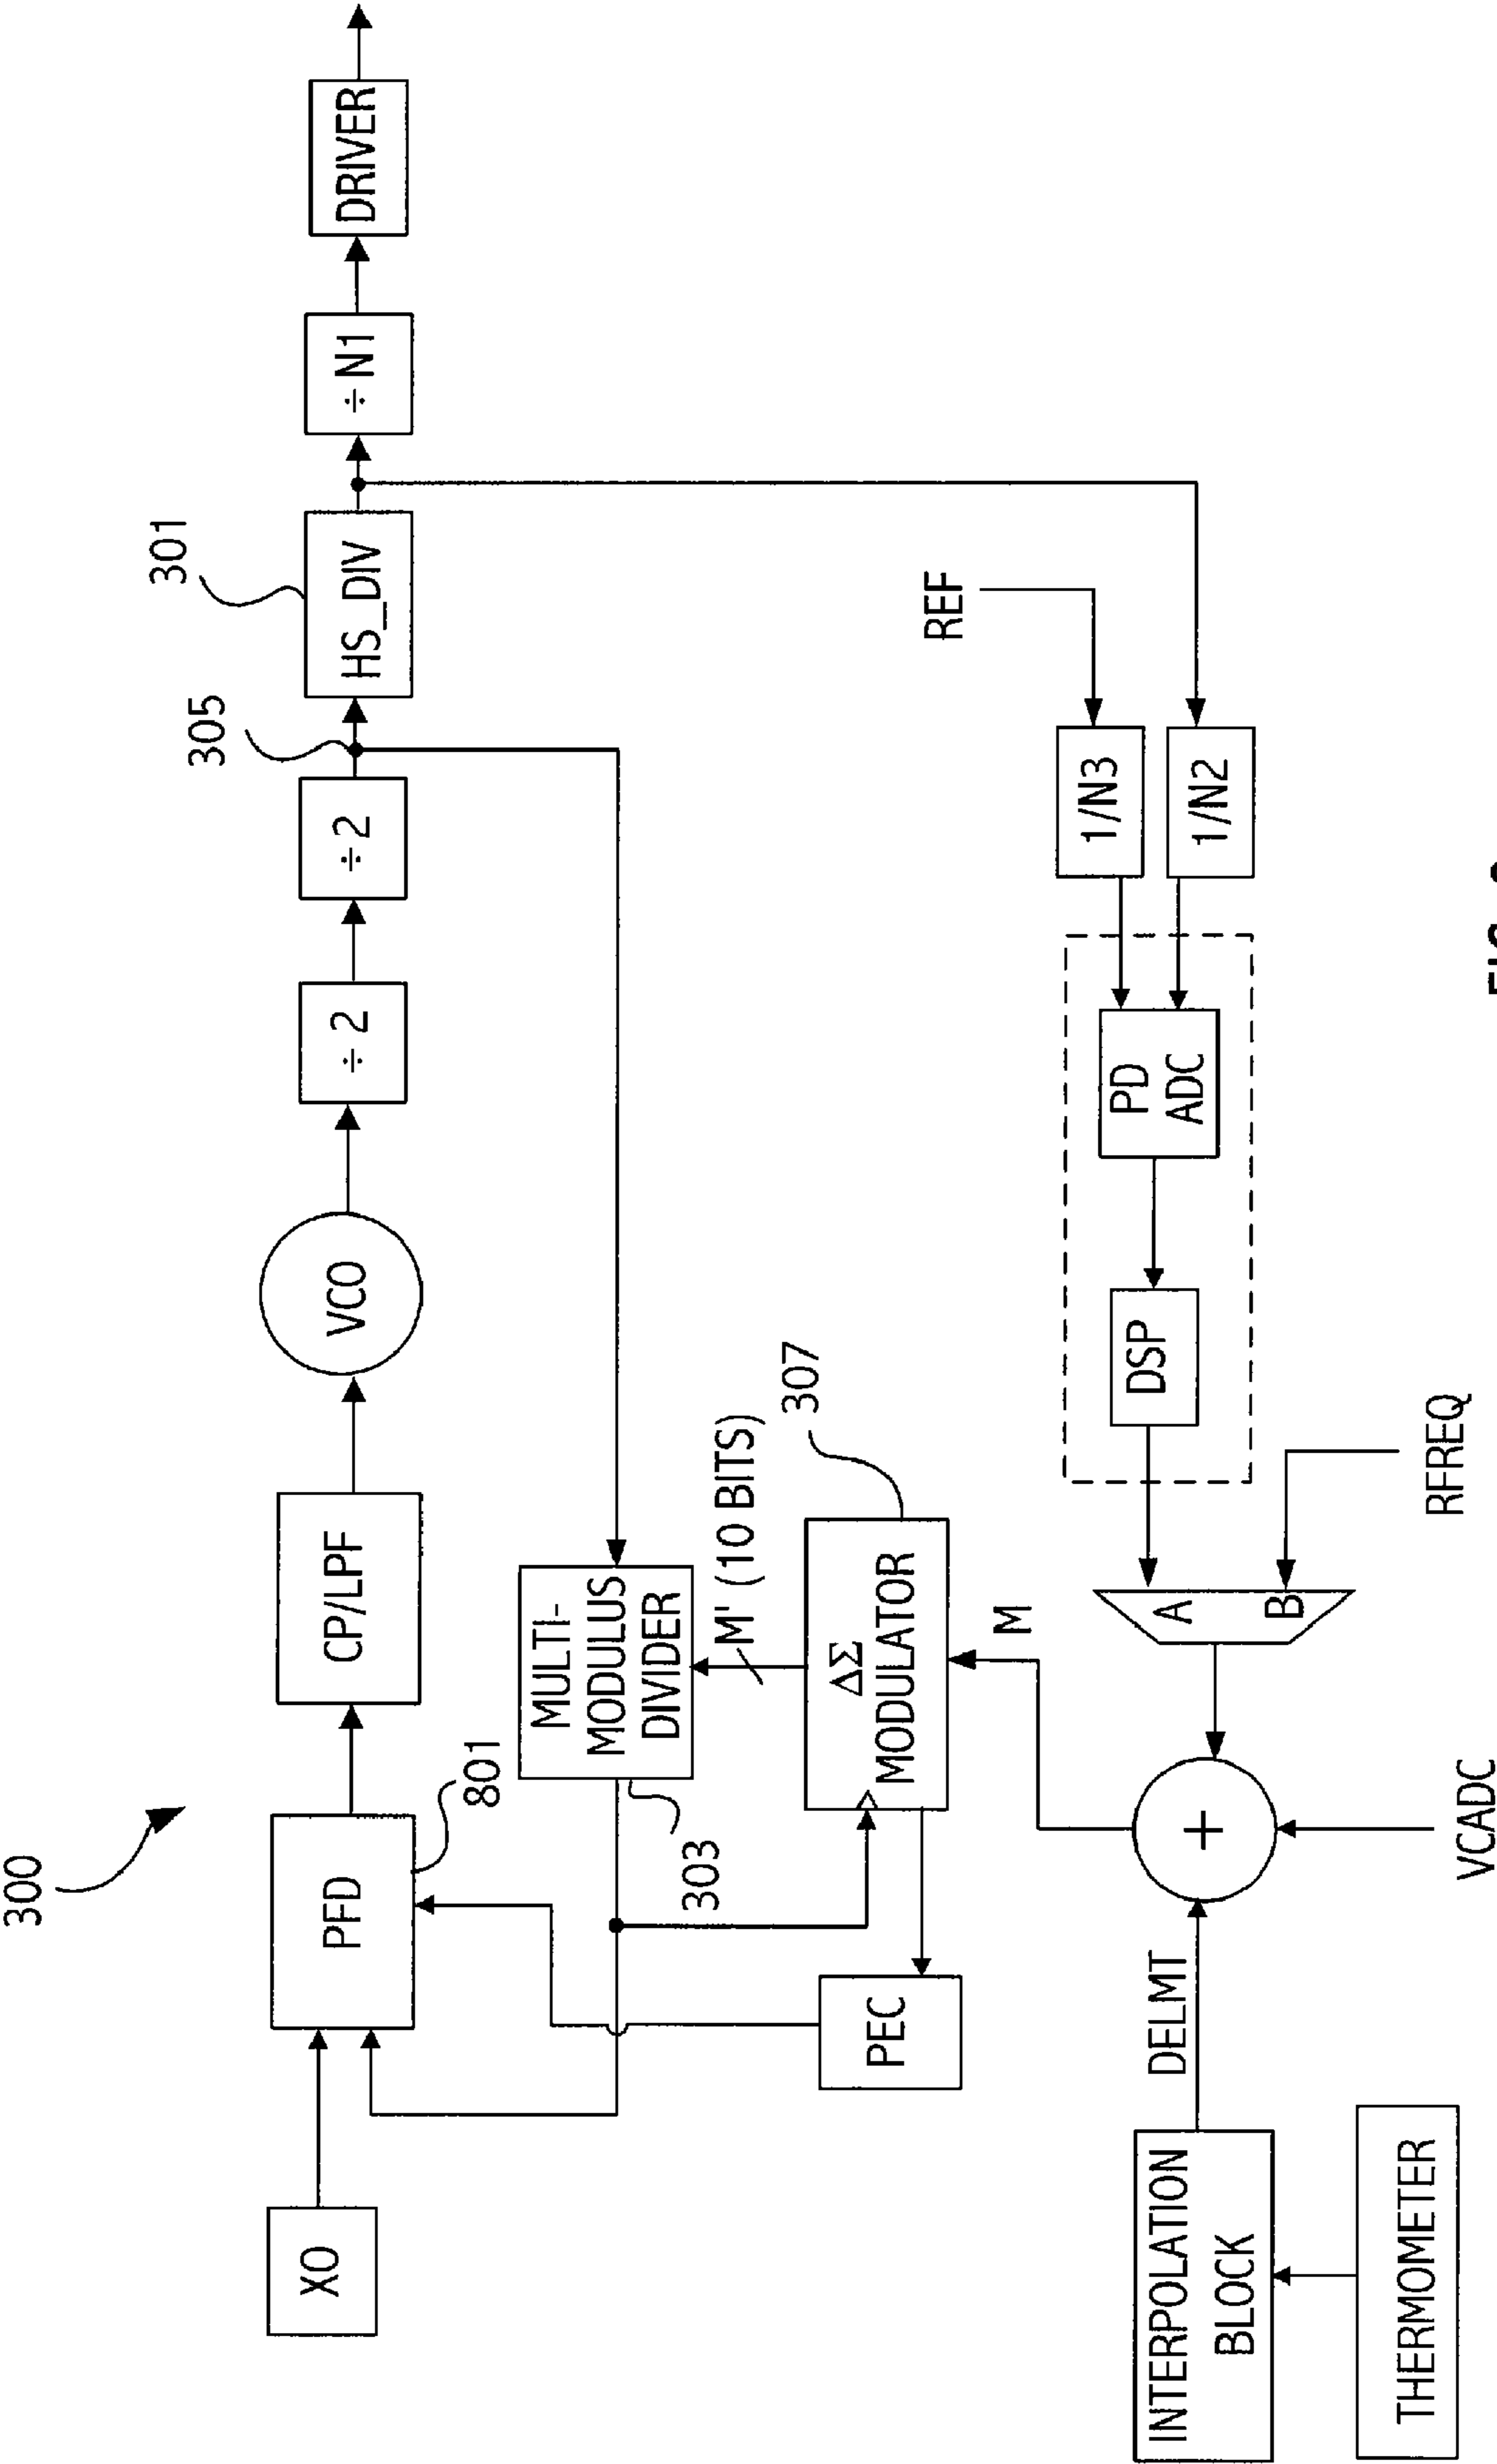 300
XO
PFD
801
CP/LPF
VCO
÷ 2
÷ 2
305
HS_DIV
301
÷ N1
DRIVER
303
MULTI-
MODULUS
DIVIDER
M' (10 BITS)
307
ΔΣ
MODULATOR
PEC
M
REF
1/N3
1/N2
PD
ADC
DSP
A
B
RFREQ
+
VCADC
DELMT
INTERPOLATION
BLOCK
THERMOMETER